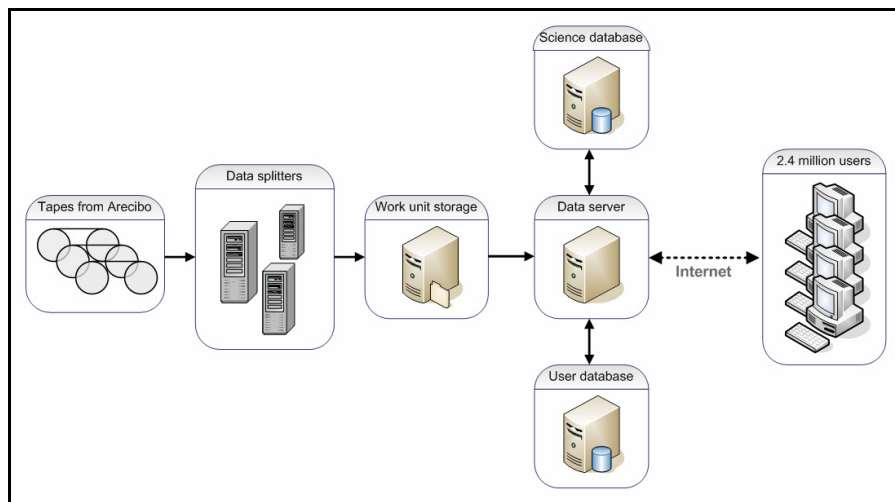 Science database
Tapes from Arecibo
Data splitters
Work unit storage
Data server
Internet
2.4 million users
User database